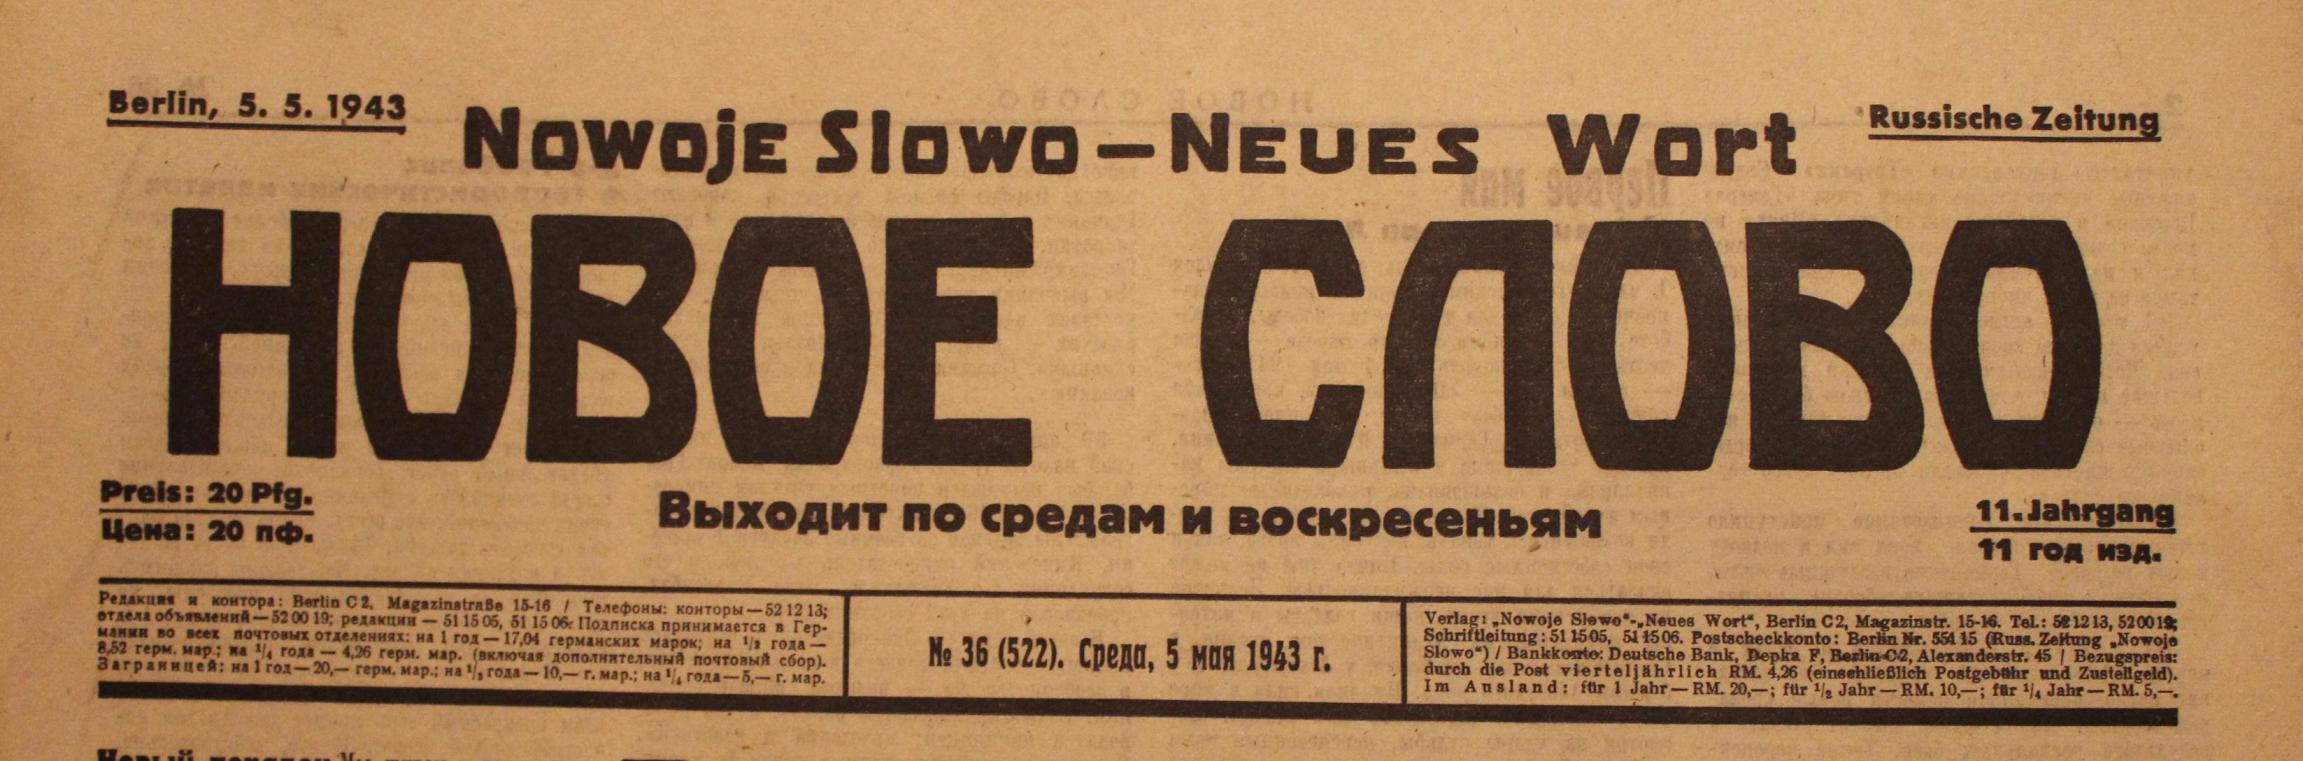 Berlin, 5. 5. 1943
Nowoje Slowo — Neues Wort
Russische Zeitung
НОВОЕ СЛОВО
Preis: 20 Pfg.
Цена: 20 пф.
Выходит по средам и воскресеньям
11. Jahrgang
11 год изд.
Редакция и контора: Berlin C 2, Magazinstraße 15-16 / Телефоны: конторы — 52 12 13;
отдела объявлений — 52 00 19; редакции — 51 15 05, 51 15 06. Подписка принимается в Гер-
мании во всех почтовых отделениях: на 1 год — 17,04 германских марок; на ½ года —
8,52 герм. мар.; на ¼ года — 4,26 герм. мар. (включая дополнительный почтовый сбор).
Заграницей: на 1 год — 20,— герм. мар.; на ½ года — 10,— г. мар.; на ¼ года — 5,— г. мар.
№ 36 (522). Среда, 5 мая 1943 г.
Verlag: „Nowoje Slowo“-„Neues Wort“, Berlin C 2, Magazinstr. 15-16. Tel.: 52 12 13, 52 00 19;
Schriftleitung: 51 15 05, 51 15 06. Postscheckkonto: Berlin Nr. 554 15 (Russ. Zeitung „Nowoje
Slowo“) / Bankkonto: Deutsche Bank, Depka F, Berlin C 2, Alexanderstr. 45 / Bezugspreis:
durch die Post vierteljährlich RM. 4,26 (einschließlich Postgebühr und Zustellgeld).
Im Ausland: für 1 Jahr — RM. 20,—; für ½ Jahr — RM. 10,—; für ¼ Jahr — RM. 5,—.